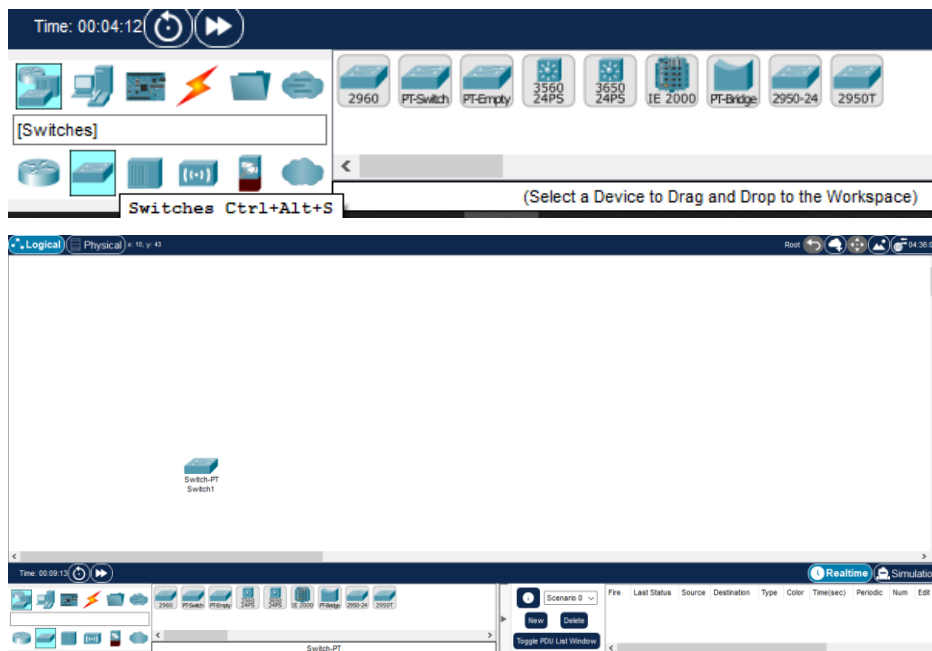 Time: 00:04:12
2960 PT-Switch PT-Empty 3560 24PS 3650 24PS IE 2000 PT-Bridge 2950-24 2950T
[Switches]
Switches Ctrl+Alt+S
(Select a Device to Drag and Drop to the Workspace)
Logical Physical x: 10, y: 43 Root 04:36:0
Switch-PT
Switch1
Time: 00:09:13 Realtime Simulatio
2960 PT-Switch PT-Empty 3560 24PS 3650 24PS IE 2000 PT-Bridge 2950-24 2950T
Scenario 0 Fire Last Status Source Destination Type Color Time(sec) Periodic Num Edit
New Delete
Toggle PDU List Window
Switch-PT